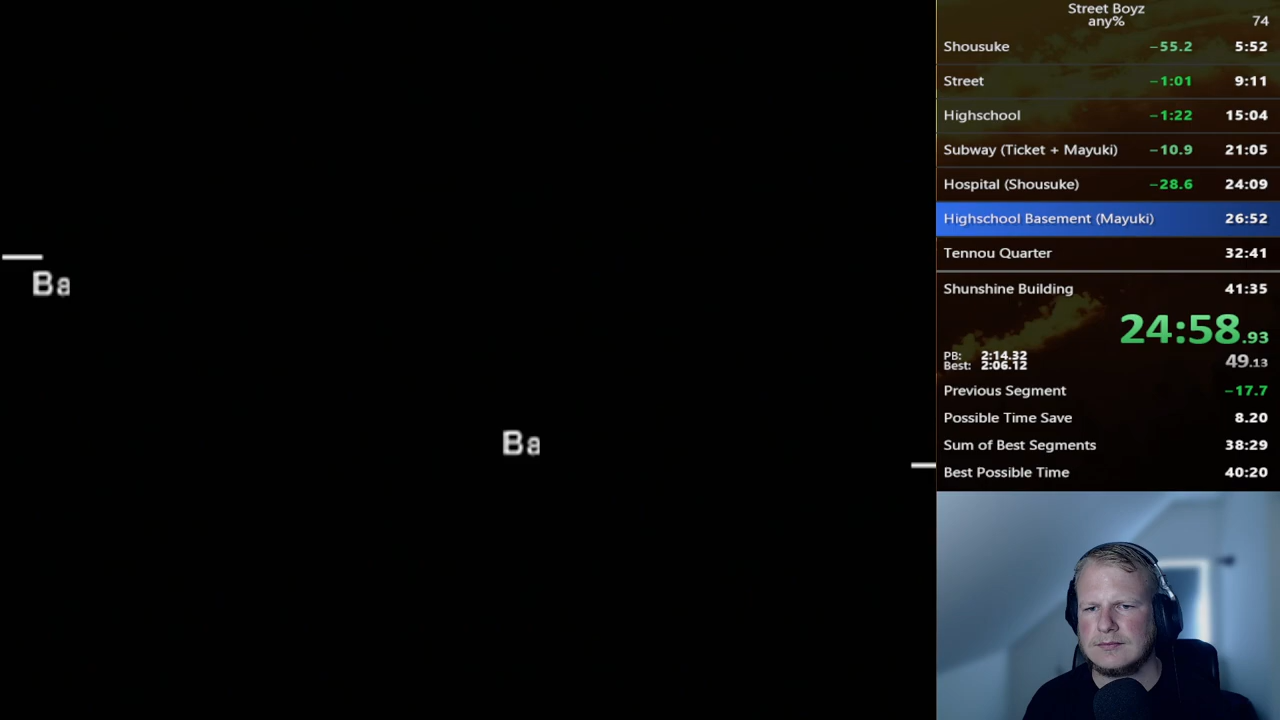 Street Boyz
any% 74
Shousuke −55.2 5:52
Street −1:01 9:11
Highschool −1:22 15:04
Subway (Ticket + Mayuki) −10.9 21:05
Hospital (Shousuke) −28.6 24:09
Highschool Basement (Mayuki) 26:52
Tennou Quarter 32:41
Shunshine Building 41:35
24:58.93
PB: 2:14.32
Best: 2:06.12
49.13
Previous Segment −17.7
Possible Time Save 8.20
Sum of Best Segments 38:29
Best Possible Time 40:20
Ba
Ba